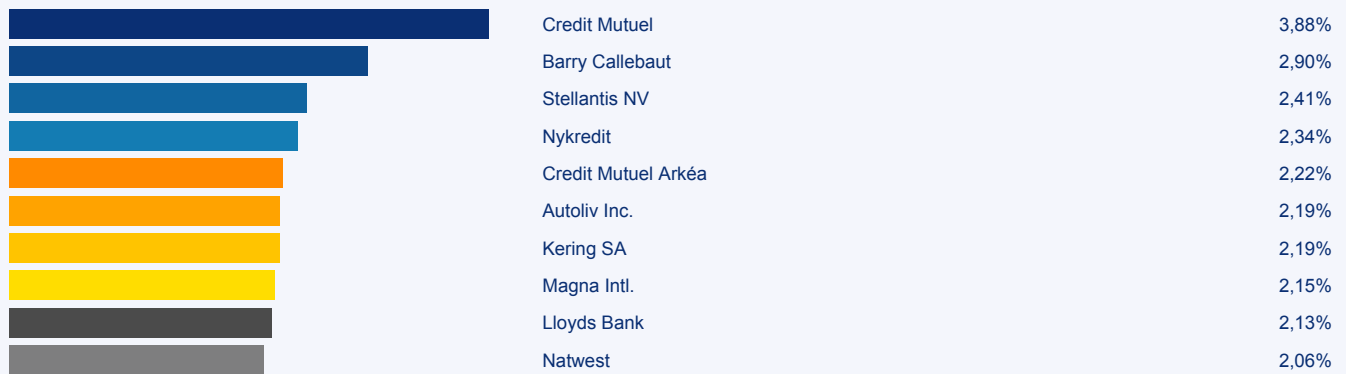 Credit Mutuel 3,88%
Barry Callebaut 2,90%
Stellantis NV 2,41%
Nykredit 2,34%
Credit Mutuel Arkéa 2,22%
Autoliv Inc. 2,19%
Kering SA 2,19%
Magna Intl. 2,15%
Lloyds Bank 2,13%
Natwest 2,06%